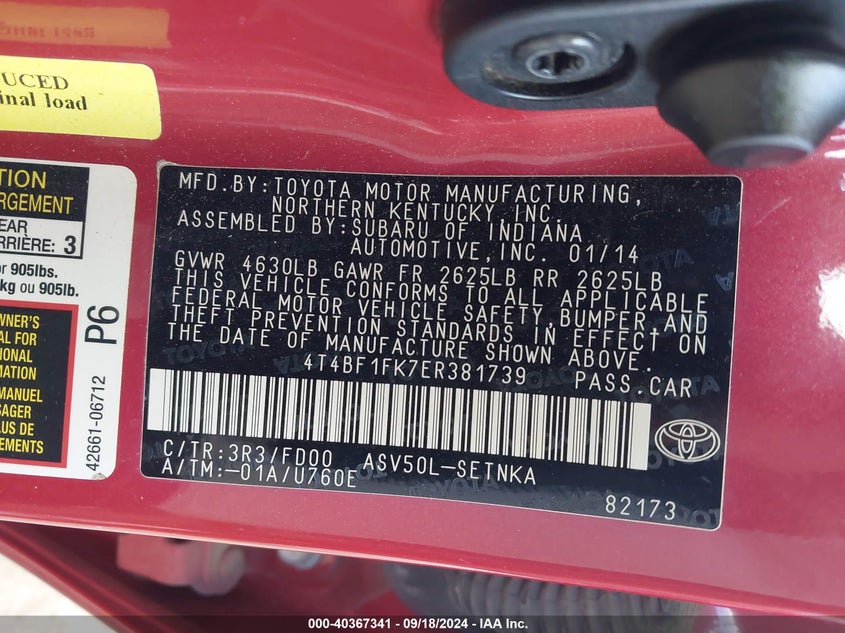 UCED
inal load
TION
ARGEMENT
EAR
RRIÈRE: 3
or 905lbs.
kg ou 905lb.
WNER'S
AL FOR
IONAL
MATION
MANUEL
SAGER
PLUS DE
EMENTS
P6
42661-06712
MFD.BY:TOYOTA MOTOR MANUFACTURING,
NORTHERN KENTUCKY, INC.
ASSEMBLED BY:SUBARU OF INDIANA
AUTOMOTIVE,INC. 01/14
GVWR 4630LB GAWR FR 2625LB RR 2625LB
THIS VEHICLE CONFORMS TO ALL APPLICABLE
FEDERAL MOTOR VEHICLE SAFETY,BUMPER,AND
THEFT PREVENTION STANDARDS IN EFFECT ON
THE DATE OF MANUFACTURE SHOWN ABOVE.
4T4BF1FK7ER381739 PASS.CAR
C/TR:3R3/FD00 ASV50L-SETNKA
A/TM:-01A/U760E
82173
000-40367341 - 09/18/2024 - IAAI.com